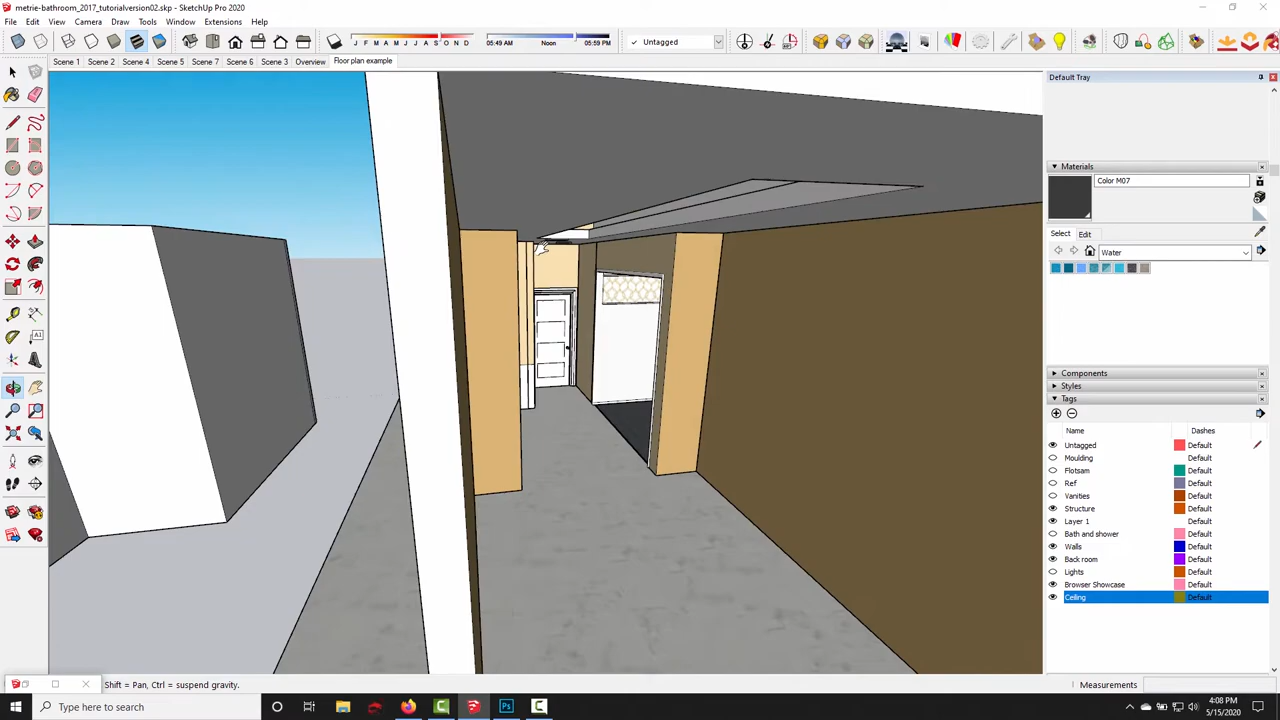 metrie-bathroom_2017_tutorialversion02.skp - SketchUp Pro 2020
File Edit View Camera Draw Tools Window Extensions Help
J F M A M J J A S O N D
05:49 AM Noon 05:59 PM
Untagged
Scene 1 Scene 2 Scene 4 Scene 5 Scene 7 Scene 6 Scene 3 Overview Floor plan example
Default Tray
Materials
Color M07
Select Edit
Water
Components
Styles
Tags
Name Dashes
Untagged Default
Moulding Default
Flotsam Default
Ref Default
Vanities Default
Structure Default
Layer 1 Default
Bath and shower Default
Walls Default
Back room Default
Lights Default
Browser Showcase Default
Ceiling Default
Shift = Pan, Ctrl = suspend gravity.
Measurements
Type here to search
Ps
4:08 PM
5/15/2020